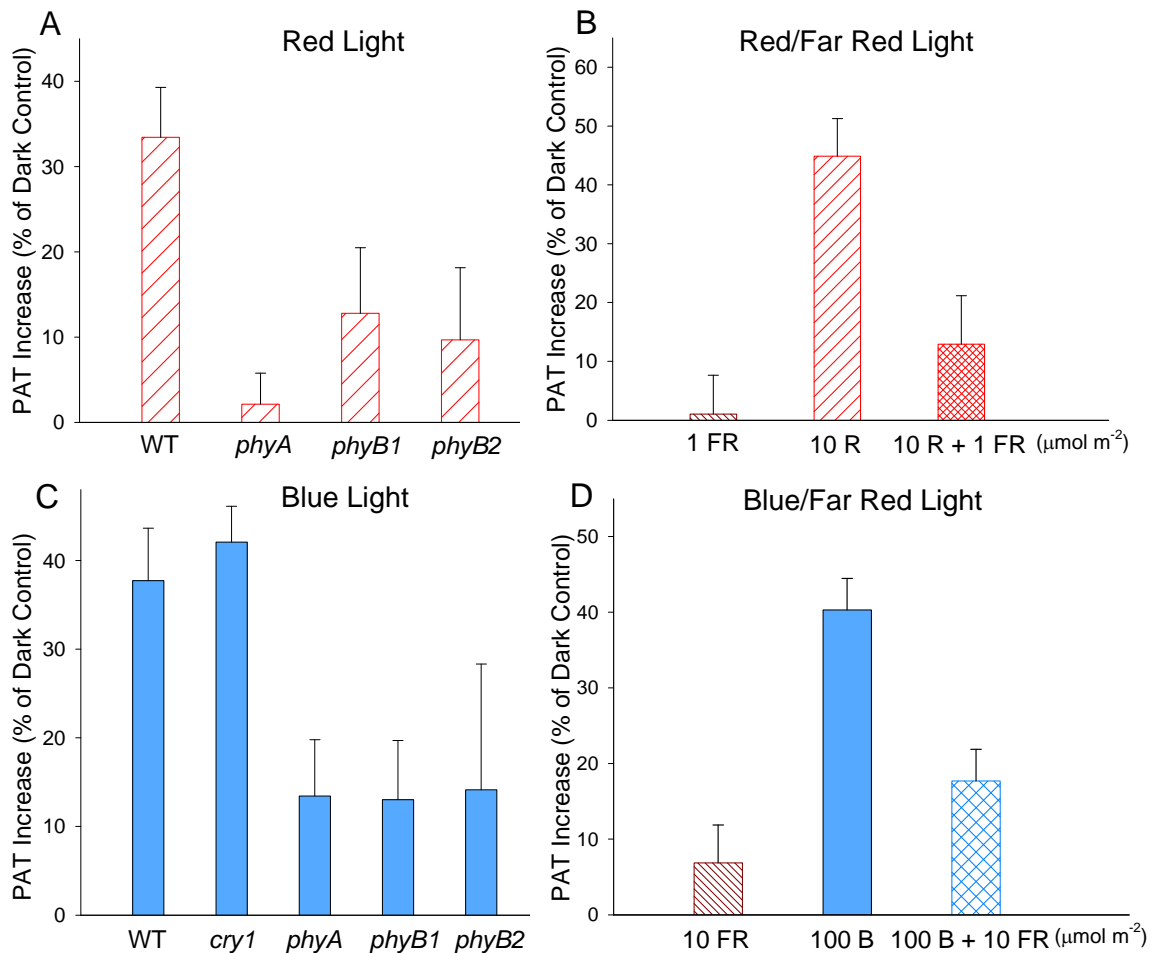 A
Red Light
PAT Increase (% of Dark Control)
40
30
20
10
0
WT phyA phyB1 phyB2
B
Red/Far Red Light
PAT Increase (% of Dark Control)
60
50
40
30
20
10
0
1 FR 10 R 10 R + 1 FR (μmol m-2)
C
Blue Light
PAT Increase (% of Dark Control)
40
30
20
10
0
WT cry1 phyA phyB1 phyB2
D
Blue/Far Red Light
PAT Increase (% of Dark Control)
50
40
30
20
10
0
10 FR 100 B 100 B + 10 FR (μmol m-2)